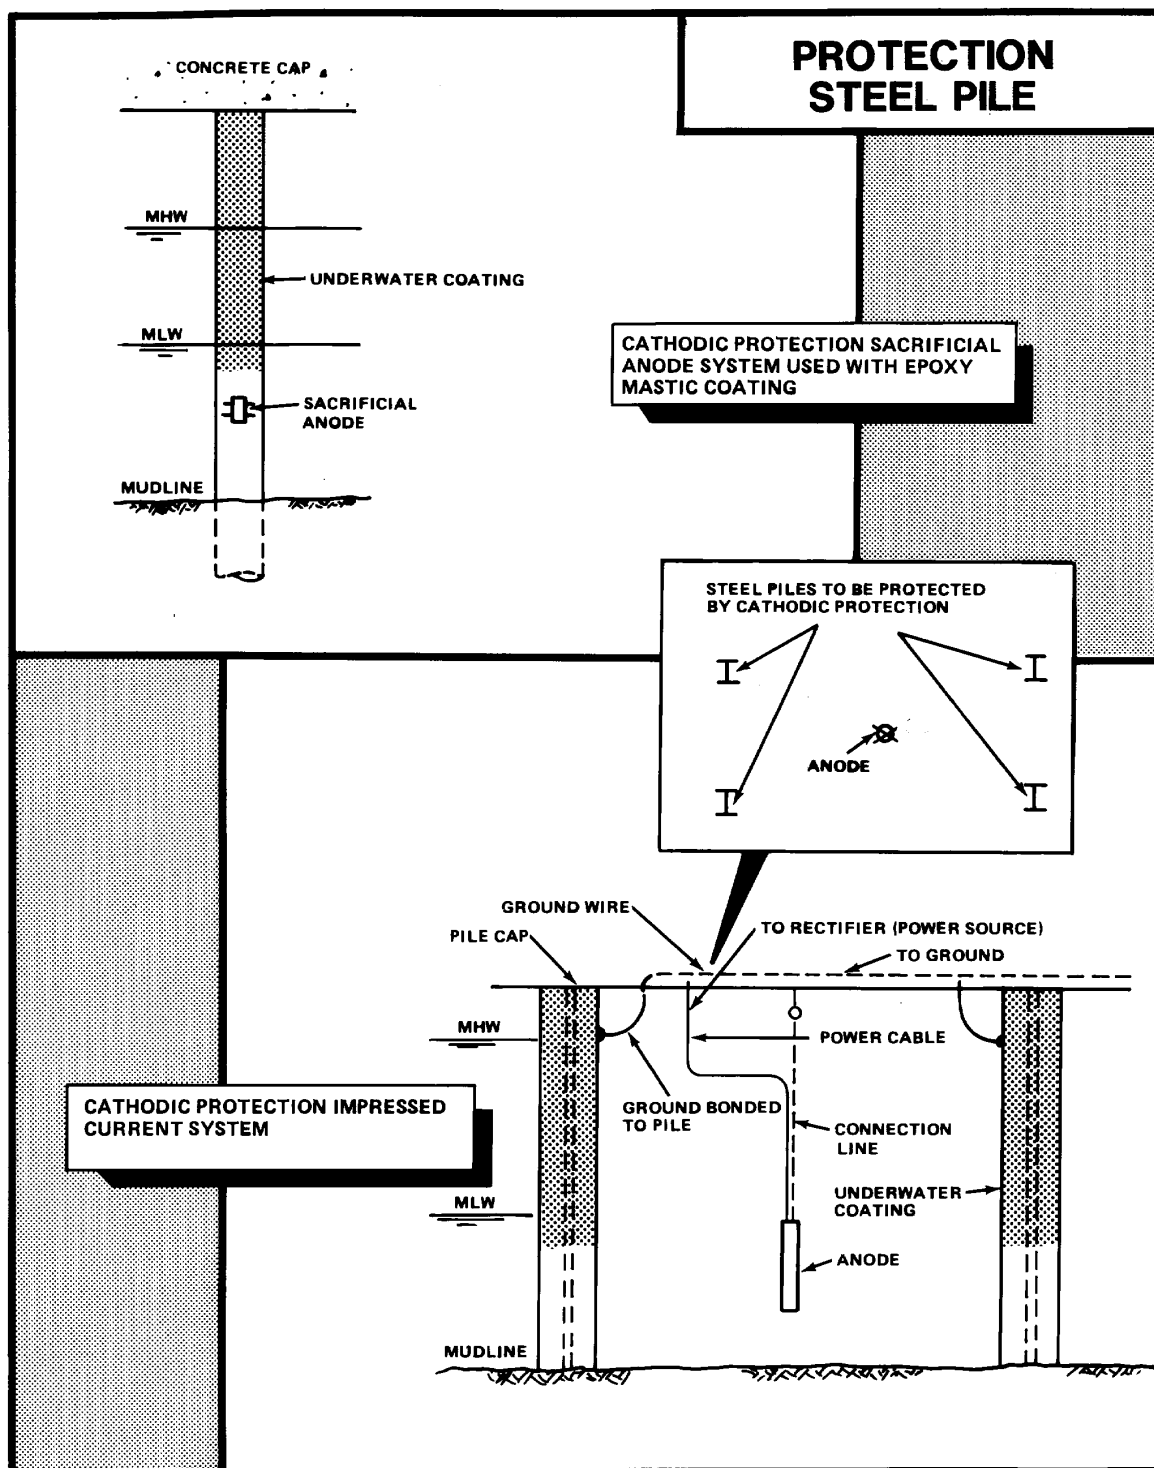 PROTECTION
STEEL PILE
CONCRETE CAP
MHW
UNDERWATER COATING
MLW
SACRIFICIAL
ANODE
MUDLINE
CATHODIC PROTECTION SACRIFICIAL
ANODE SYSTEM USED WITH EPOXY
MASTIC COATING
STEEL PILES TO BE PROTECTED
BY CATHODIC PROTECTION
ANODE
GROUND WIRE
TO RECTIFIER (POWER SOURCE)
PILE CAP
TO GROUND
MHW
POWER CABLE
CATHODIC PROTECTION IMPRESSED
CURRENT SYSTEM
GROUND BONDED
TO PILE
CONNECTION
LINE
MLW
UNDERWATER
COATING
ANODE
MUDLINE